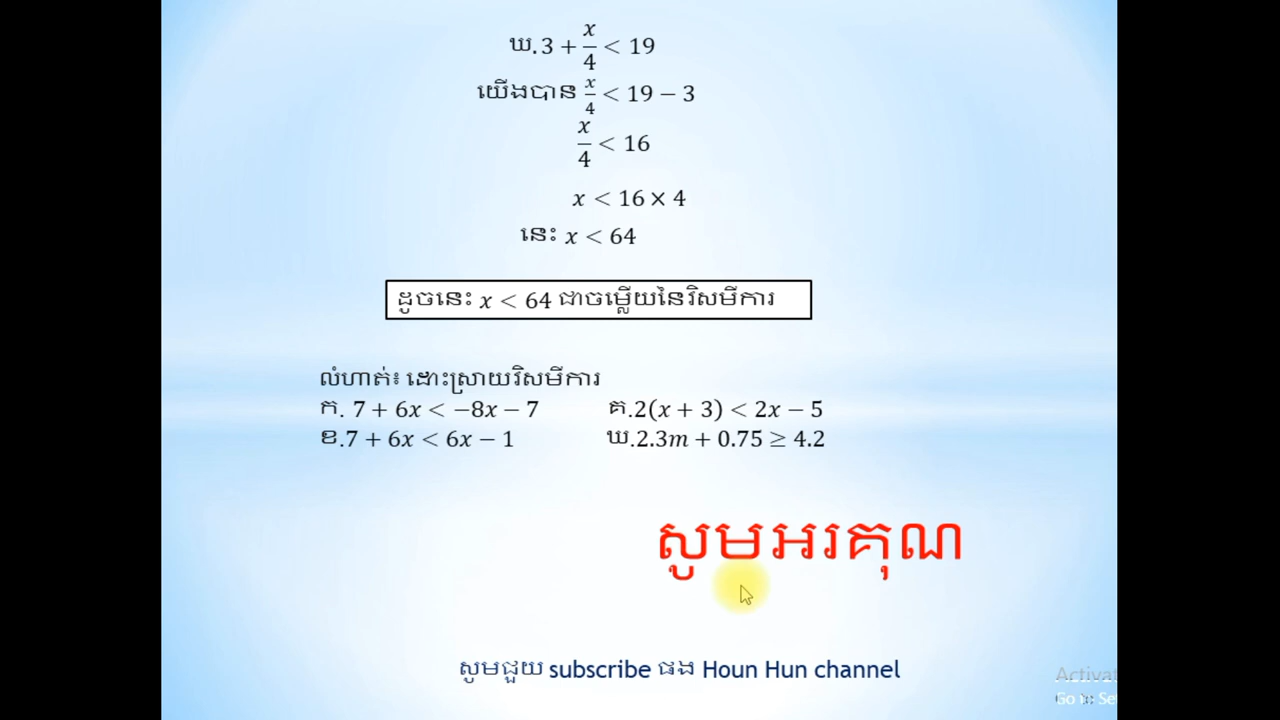 ឃ.3 + x/4 < 19
យើងបាន x/4 < 19 − 3
x/4 < 16
x < 16 × 4
នេះ x < 64
ដូចនេះ x < 64 ជាចម្លើយនៃវិសមីការ
លំហាត់៖ ដោះស្រាយវិសមីការ
ក. 7 + 6x < −8x − 7
គ.2(x + 3) < 2x − 5
ខ.7 + 6x < 6x − 1
ឃ.2.3m + 0.75 ≥ 4.2
សូមអរគុណ
សូមជួយ subscribe ផង Houn Hun channel